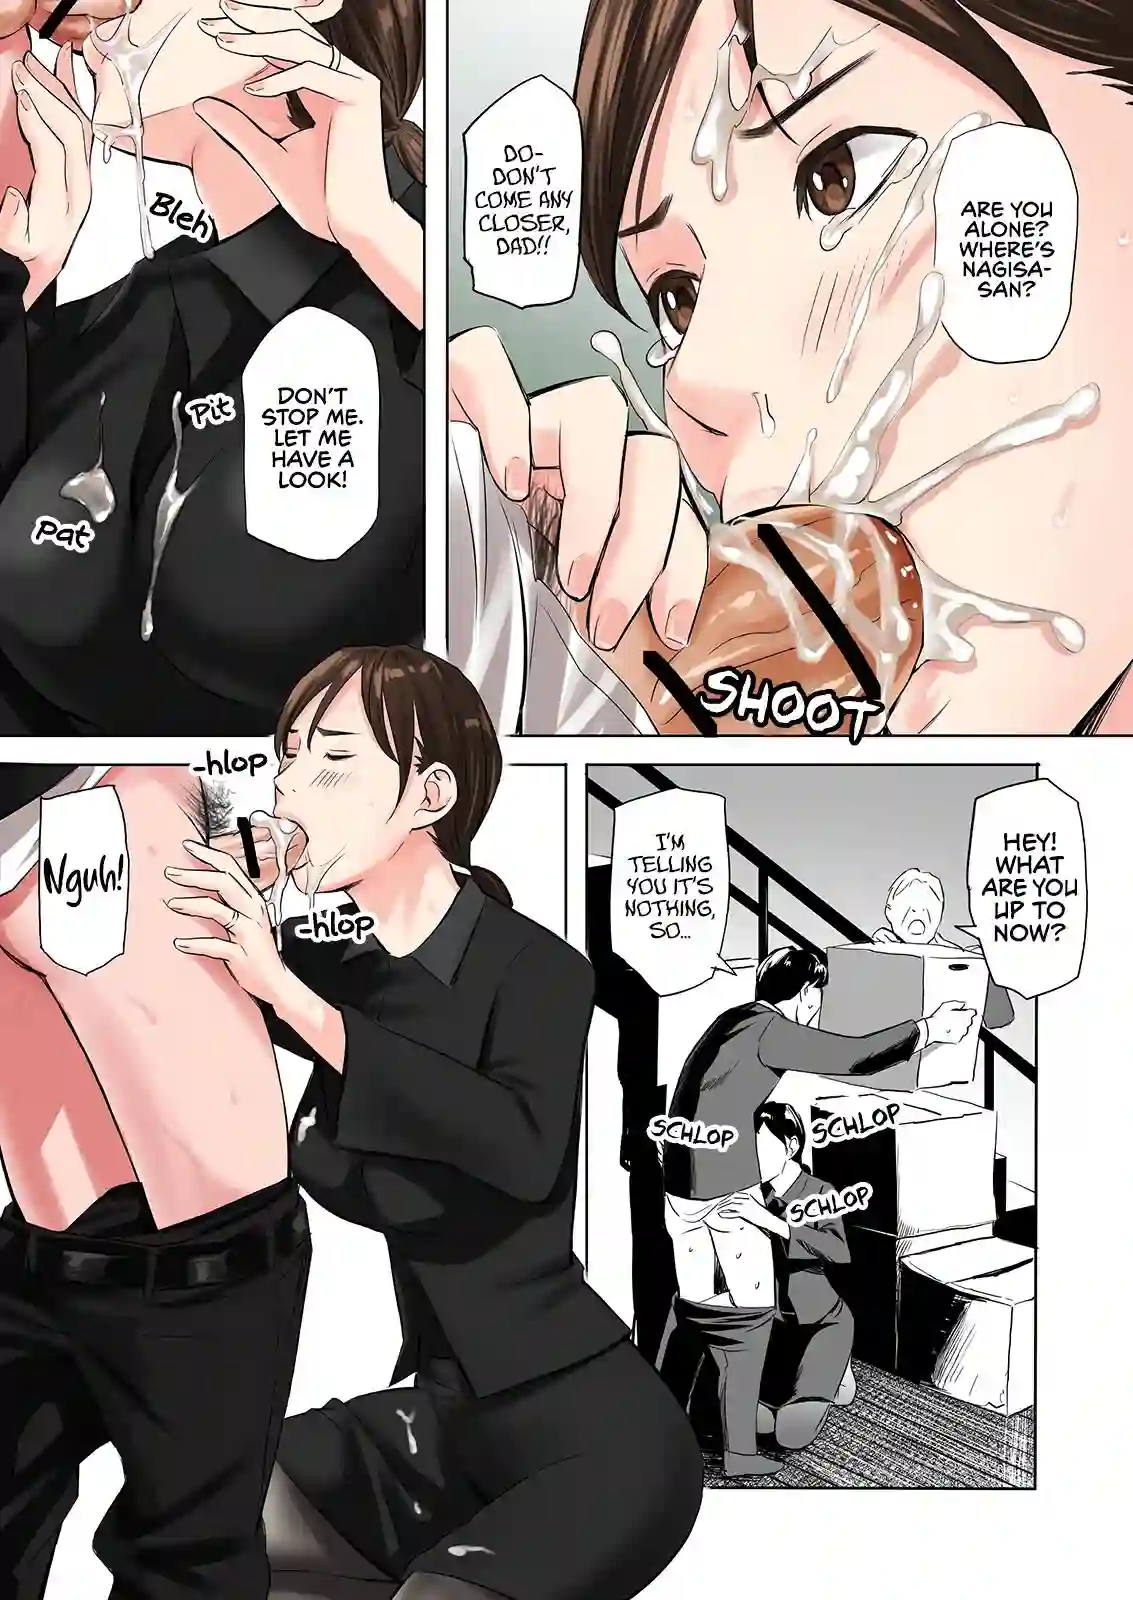 ARE YOU
ALONE?
WHERE'S
NAGISA-
SAN?
DO-
DON'T
COME ANY
CLOSER,
DAD!!
SHOOT
Bleh
DON'T
STOP ME.
LET ME
HAVE A
LOOK!
Pit
Pat
HEY!
WHAT
ARE YOU
UP TO
NOW?
I'M
TELLING
YOU IT'S
NOTHING,
SO...
SCHLOP
SCHLOP
SCHLOP
-hlop
Nguh!
-hlop